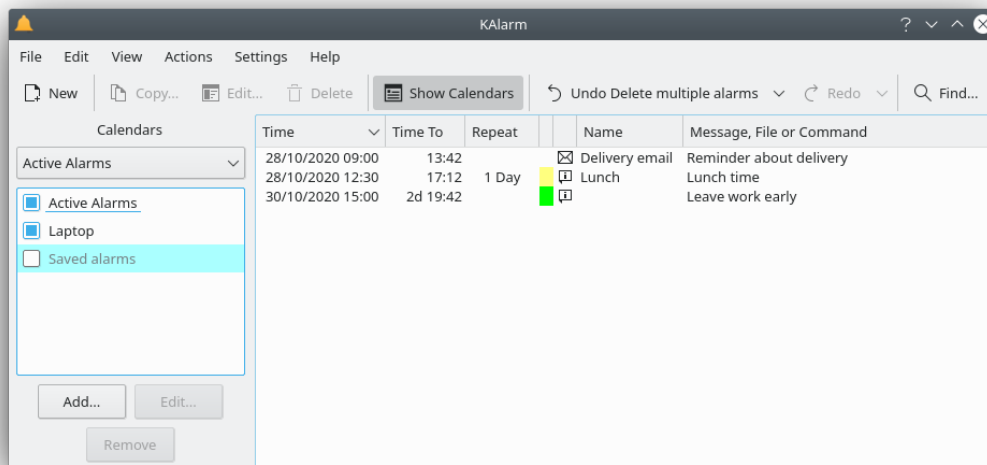 KAlarm
File Edit View Actions Settings Help
New Copy... Edit... Delete Show Calendars Undo Delete multiple alarms Redo Find...
Calendars
Active Alarms
Active Alarms
Laptop
Saved alarms
Add... Edit...
Remove
Time Time To Repeat Name Message, File or Command
28/10/2020 09:00 13:42 Delivery email Reminder about delivery
28/10/2020 12:30 17:12 1 Day Lunch Lunch time
30/10/2020 15:00 2d 19:42 Leave work early